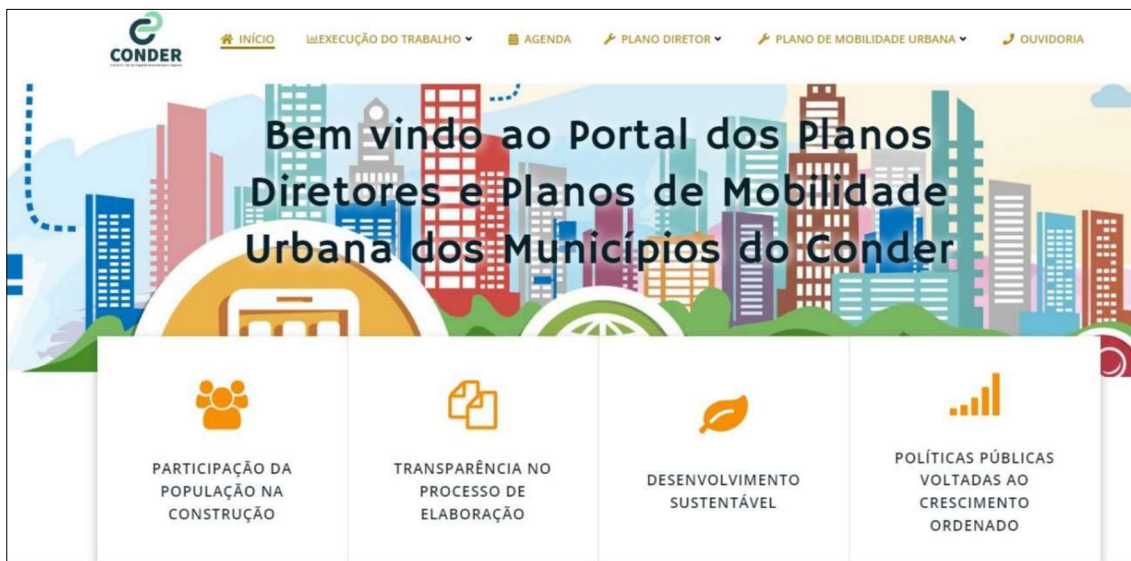 CONDER
INÍCIO
EXECUÇÃO DO TRABALHO
AGENDA
PLANO DIRETOR
PLANO DE MOBILIDADE URBANA
OUVIDORIA
Bem vindo ao Portal dos Planos
Diretores e Planos de Mobilidade
Urbana dos Municípios do Conder
PARTICIPAÇÃO DA
POPULAÇÃO NA
CONSTRUÇÃO
TRANSPARÊNCIA NO
PROCESSO DE
ELABORAÇÃO
DESENVOLVIMENTO
SUSTENTÁVEL
POLÍTICAS PÚBLICAS
VOLTADAS AO
CRESCIMENTO
ORDENADO